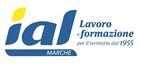 ial
MARCHE
Lavoro
e formazione
per il territorio dal 1955